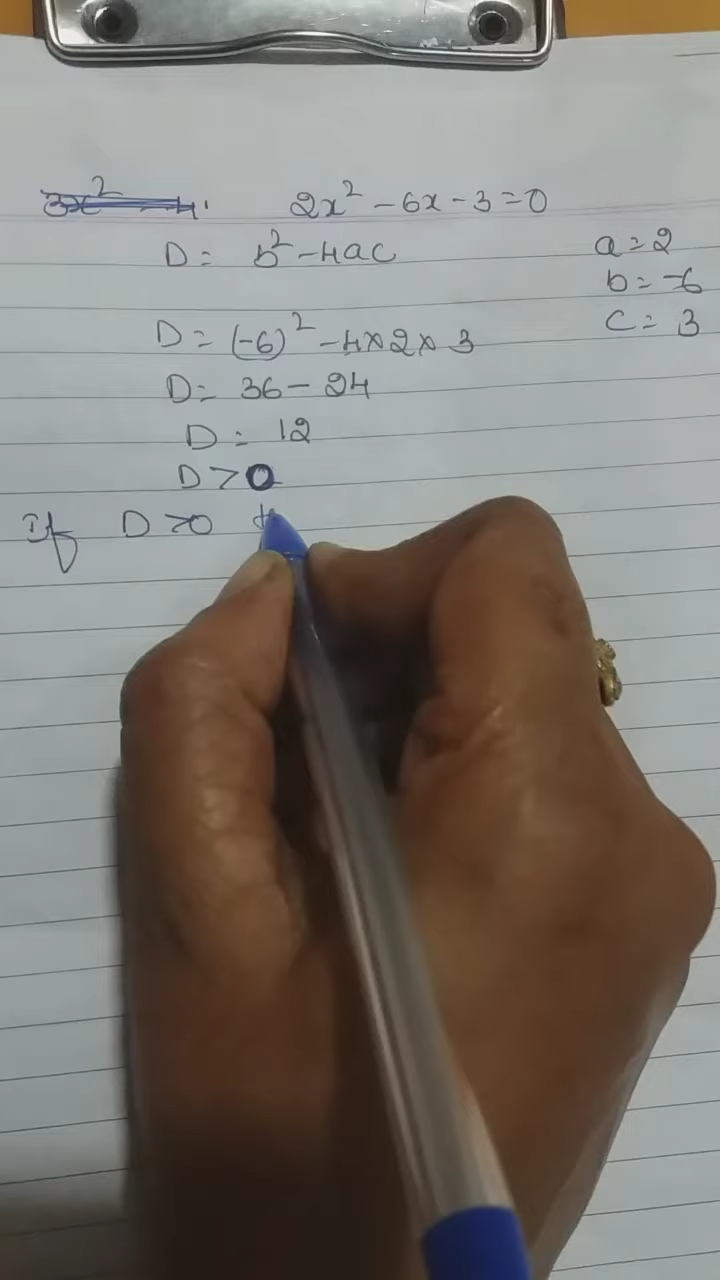 2x² - 6x - 3 = 0
D = b² - 4ac
a = 2
b = -6
D = (-6)² - 4 × 2 × 3
c = 3
D = 36 - 24
D = 12
D > 0
If D > 0